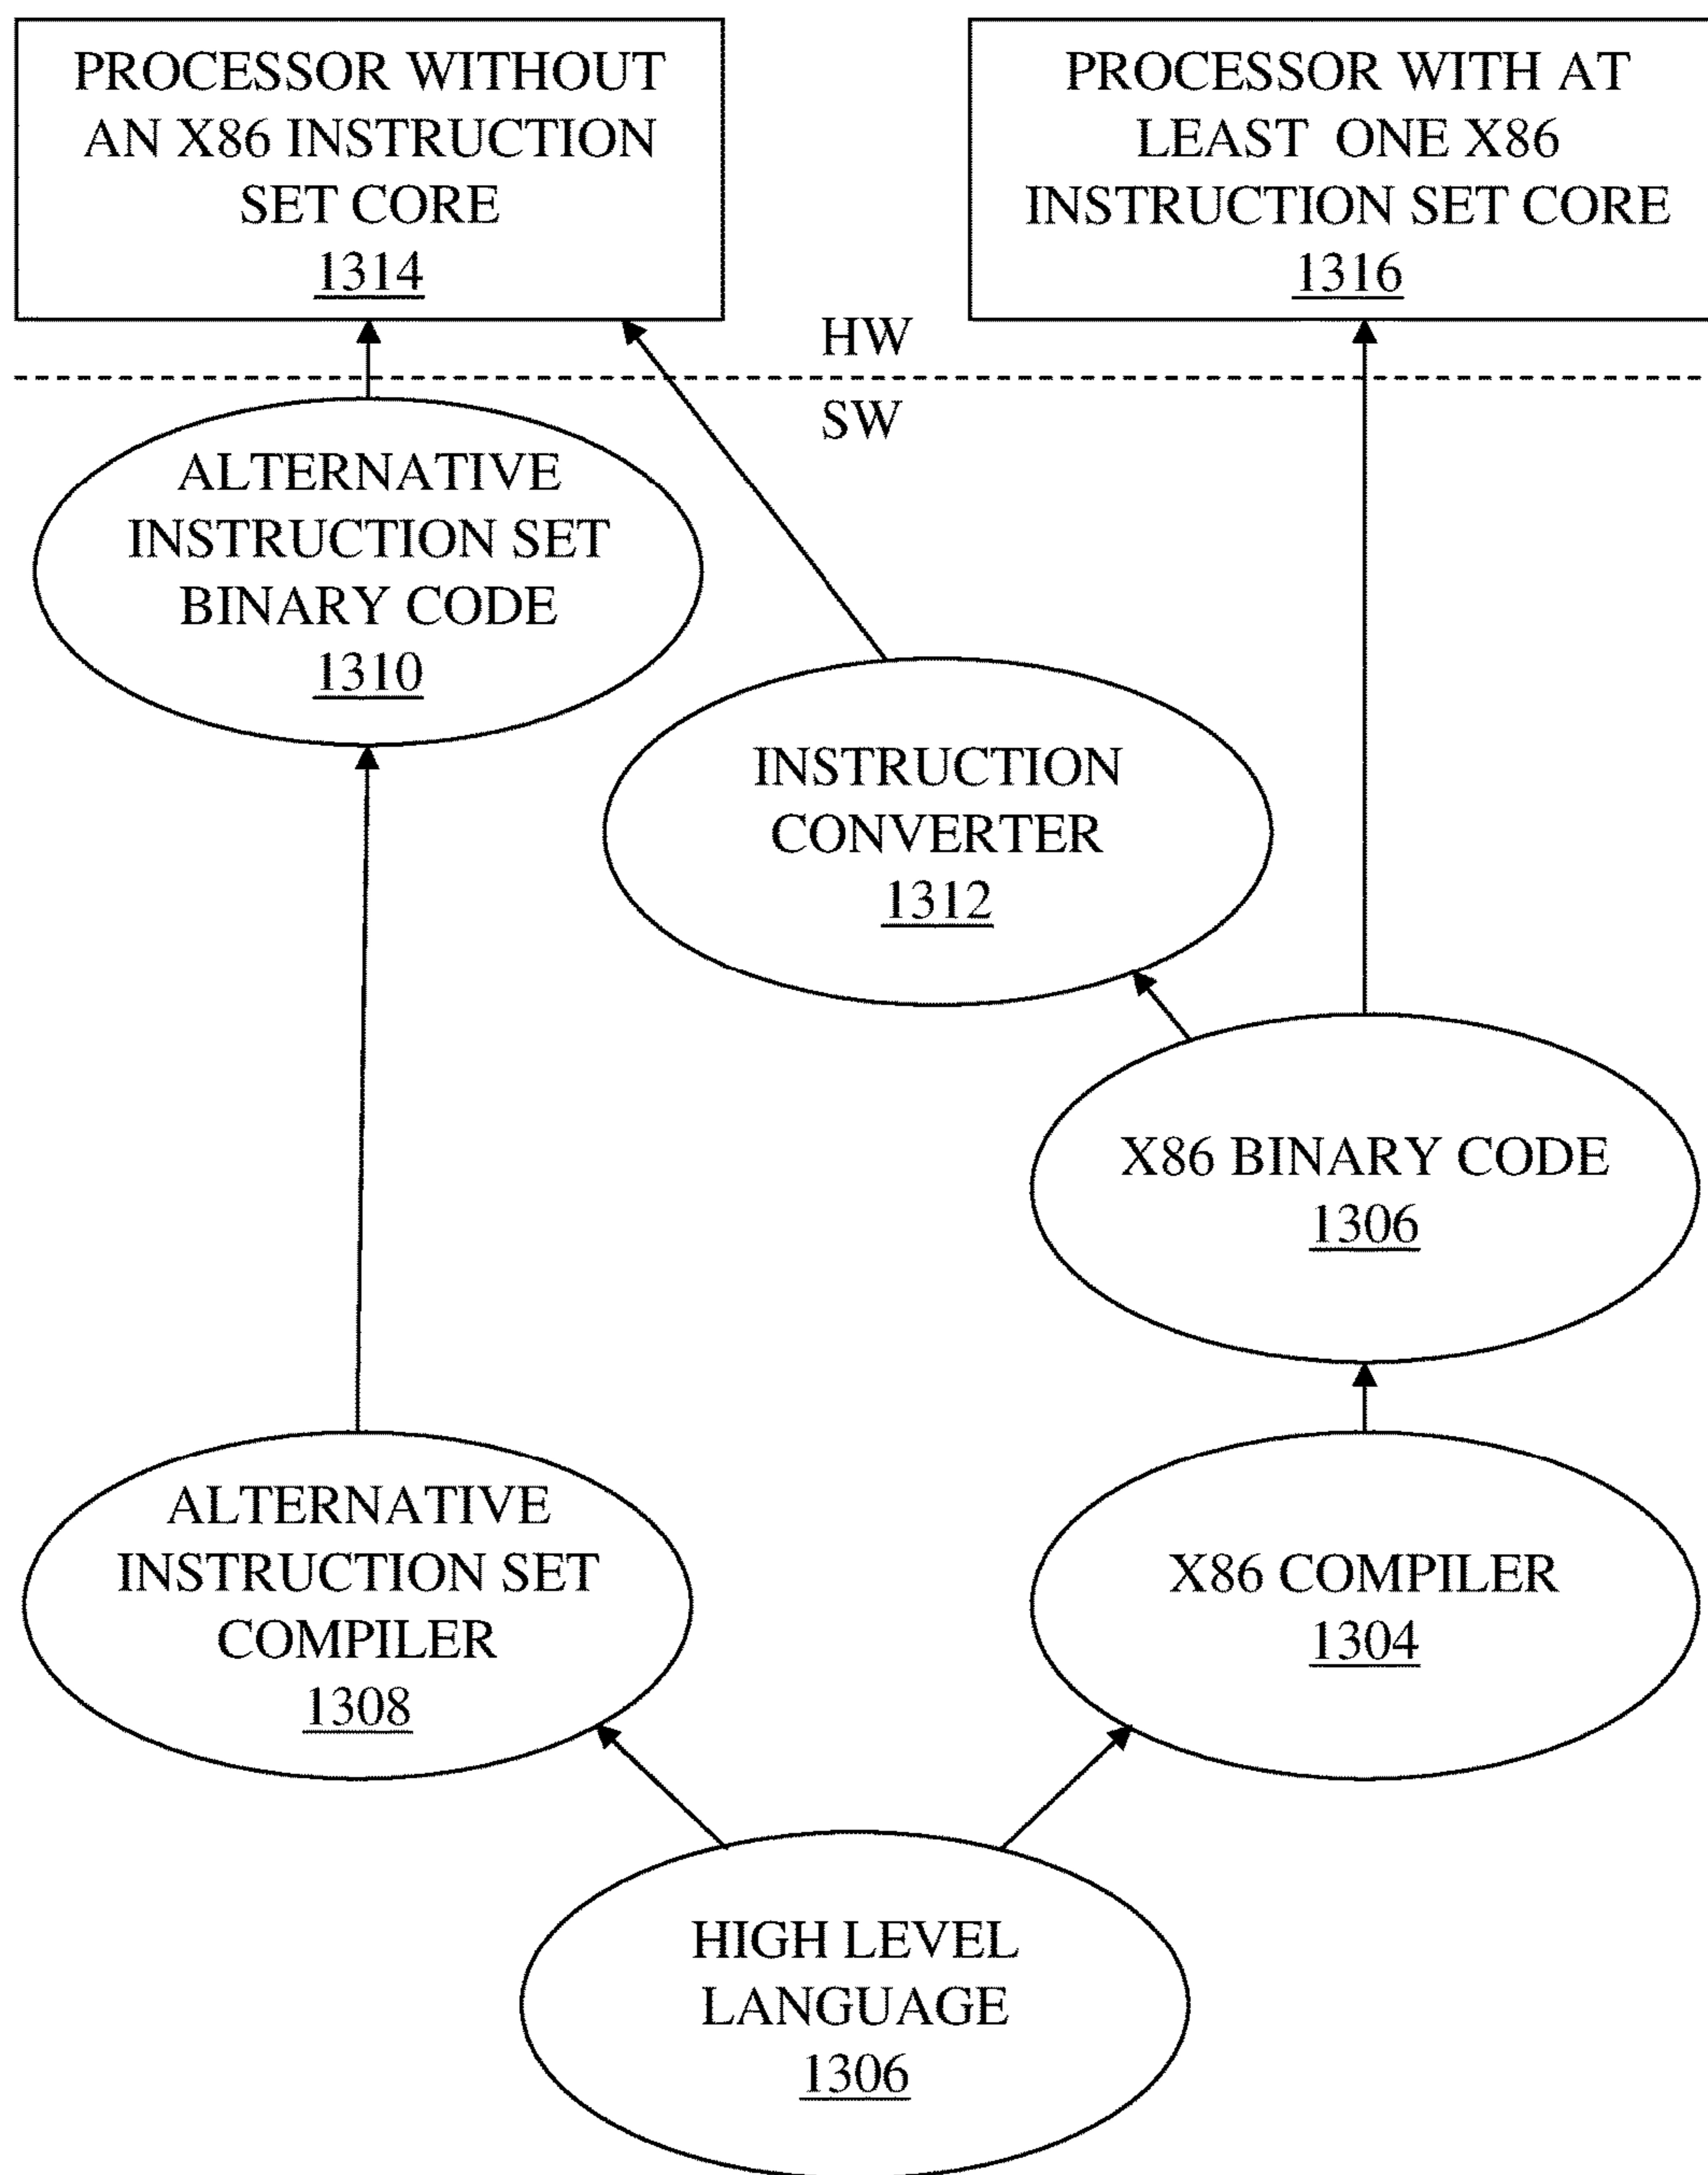 PROCESSOR WITHOUT
AN X86 INSTRUCTION
SET CORE
1314
PROCESSOR WITH AT
LEAST ONE X86
INSTRUCTION SET CORE
1316
HW
SW
ALTERNATIVE
INSTRUCTION SET
BINARY CODE
1310
INSTRUCTION
CONVERTER
1312
X86 BINARY CODE
1306
ALTERNATIVE
INSTRUCTION SET
COMPILER
1308
X86 COMPILER
1304
HIGH LEVEL
LANGUAGE
1306